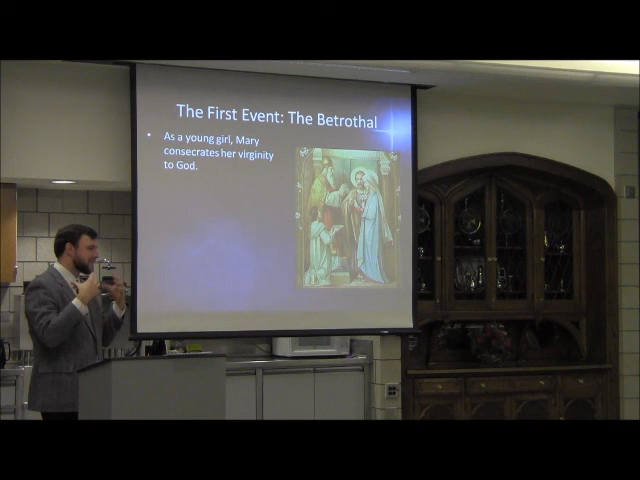 The First Event: The Betrothal
• As a young girl, Mary
consecrates her virginity
to God.